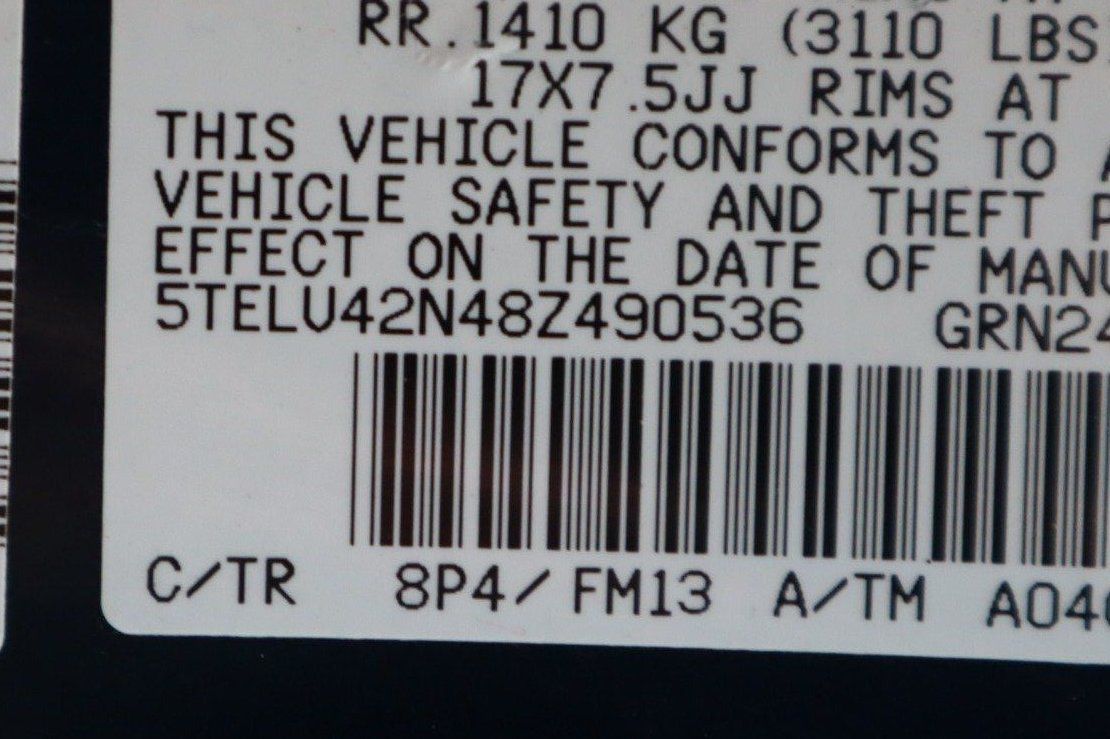 RR.1410 KG (3110 LBS
17X7.5JJ RIMS AT
THIS VEHICLE CONFORMS TO
VEHICLE SAFETY AND THEFT
EFFECT ON THE DATE OF MANU
5TELU42N48Z490536 GRN24
C/TR 8P4/FM13 A/TM A04